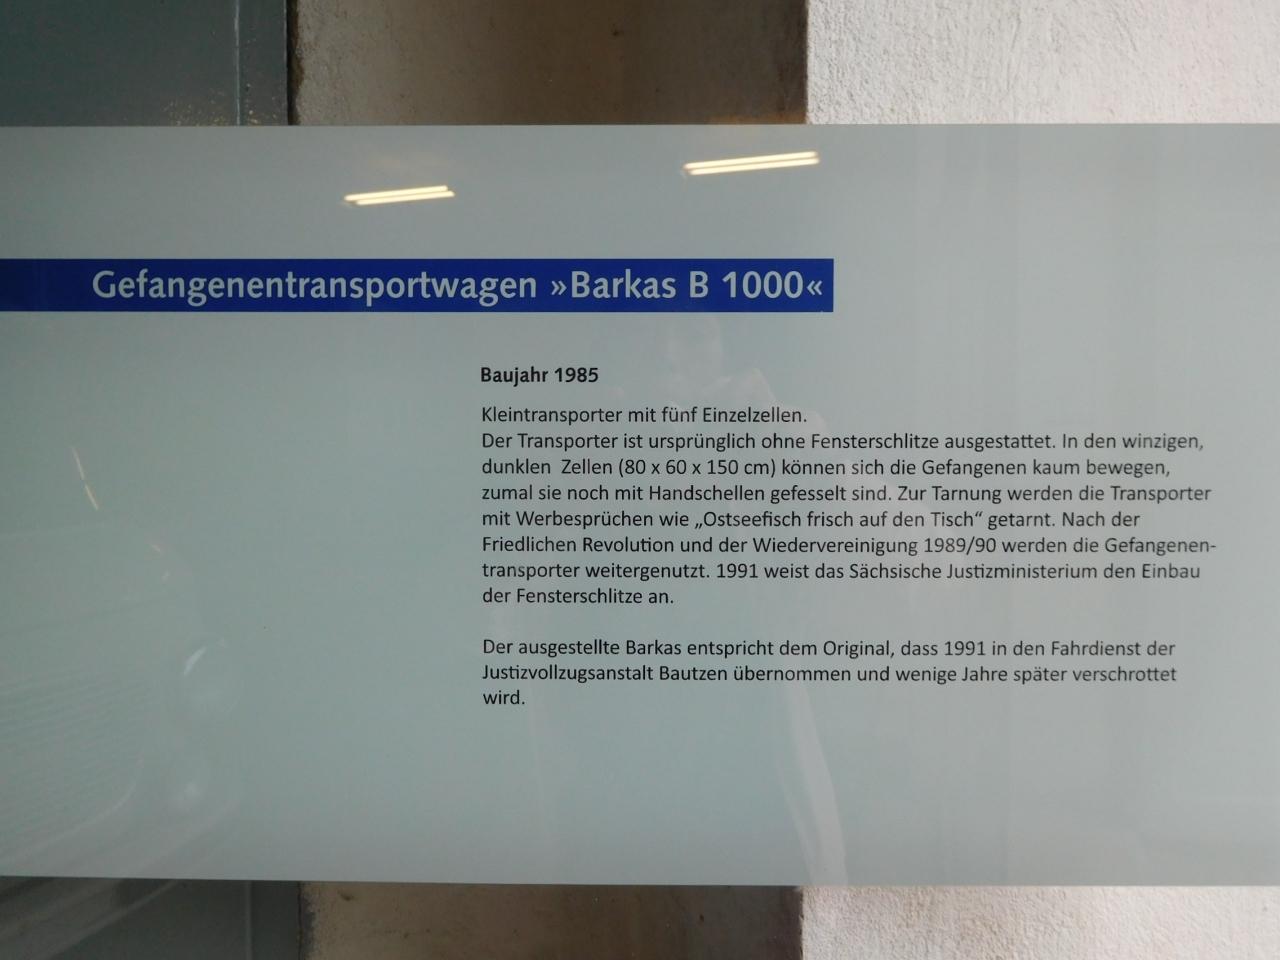 Gefangenentransportwagen »Barkas B 1000«
Baujahr 1985
Kleintransporter mit fünf Einzelzellen.
Der Transporter ist ursprünglich ohne Fensterschlitze ausgestattet. In den winzigen,
dunklen  Zellen (80 x 60 x 150 cm) können sich die Gefangenen kaum bewegen,
zumal sie noch mit Handschellen gefesselt sind. Zur Tarnung werden die Transporter
mit Werbesprüchen wie „Ostseefisch frisch auf den Tisch“ getarnt. Nach der
Friedlichen Revolution und der Wiedervereinigung 1989/90 werden die Gefangenen-
transporter weitergenutzt. 1991 weist das Sächsische Justizministerium den Einbau
der Fensterschlitze an.
Der ausgestellte Barkas entspricht dem Original, dass 1991 in den Fahrdienst der
Justizvollzugsanstalt Bautzen übernommen und wenige Jahre später verschrottet
wird.